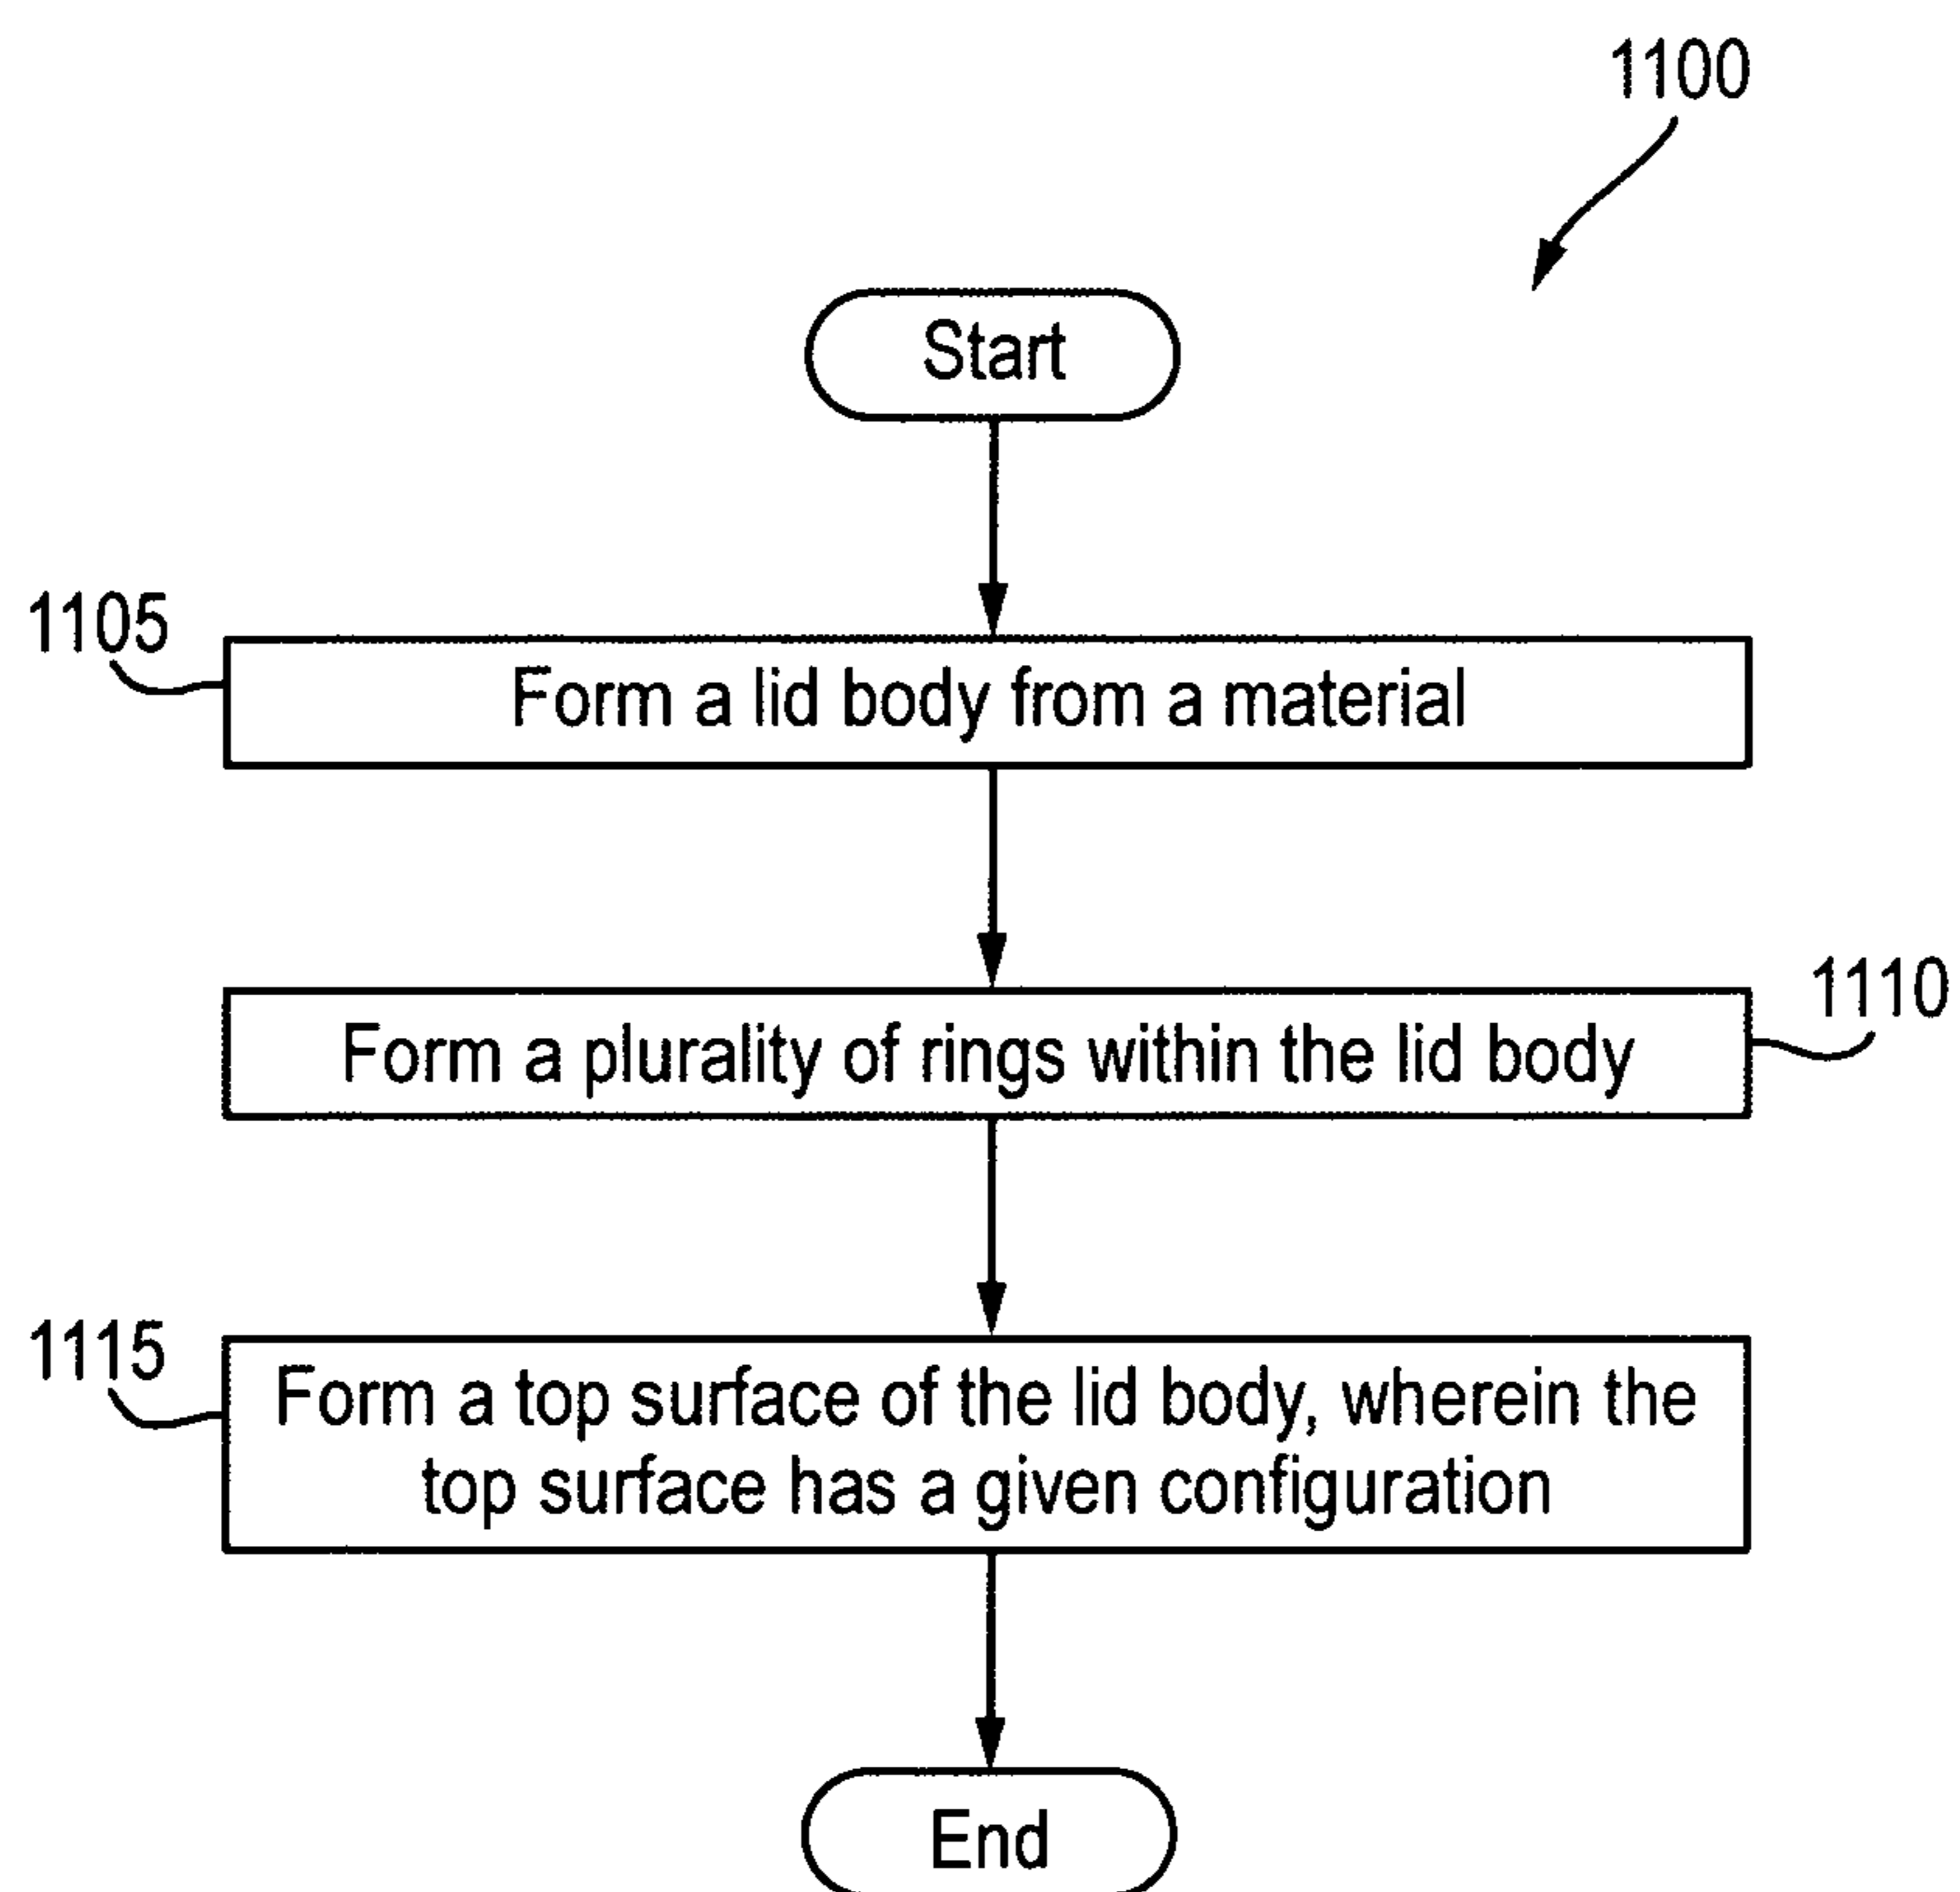 1100
Start
1105
Form a lid body from a material
1110
Form a plurality of rings within the lid body
1115
Form a top surface of the lid body, wherein the
top surface has a given configuration
End